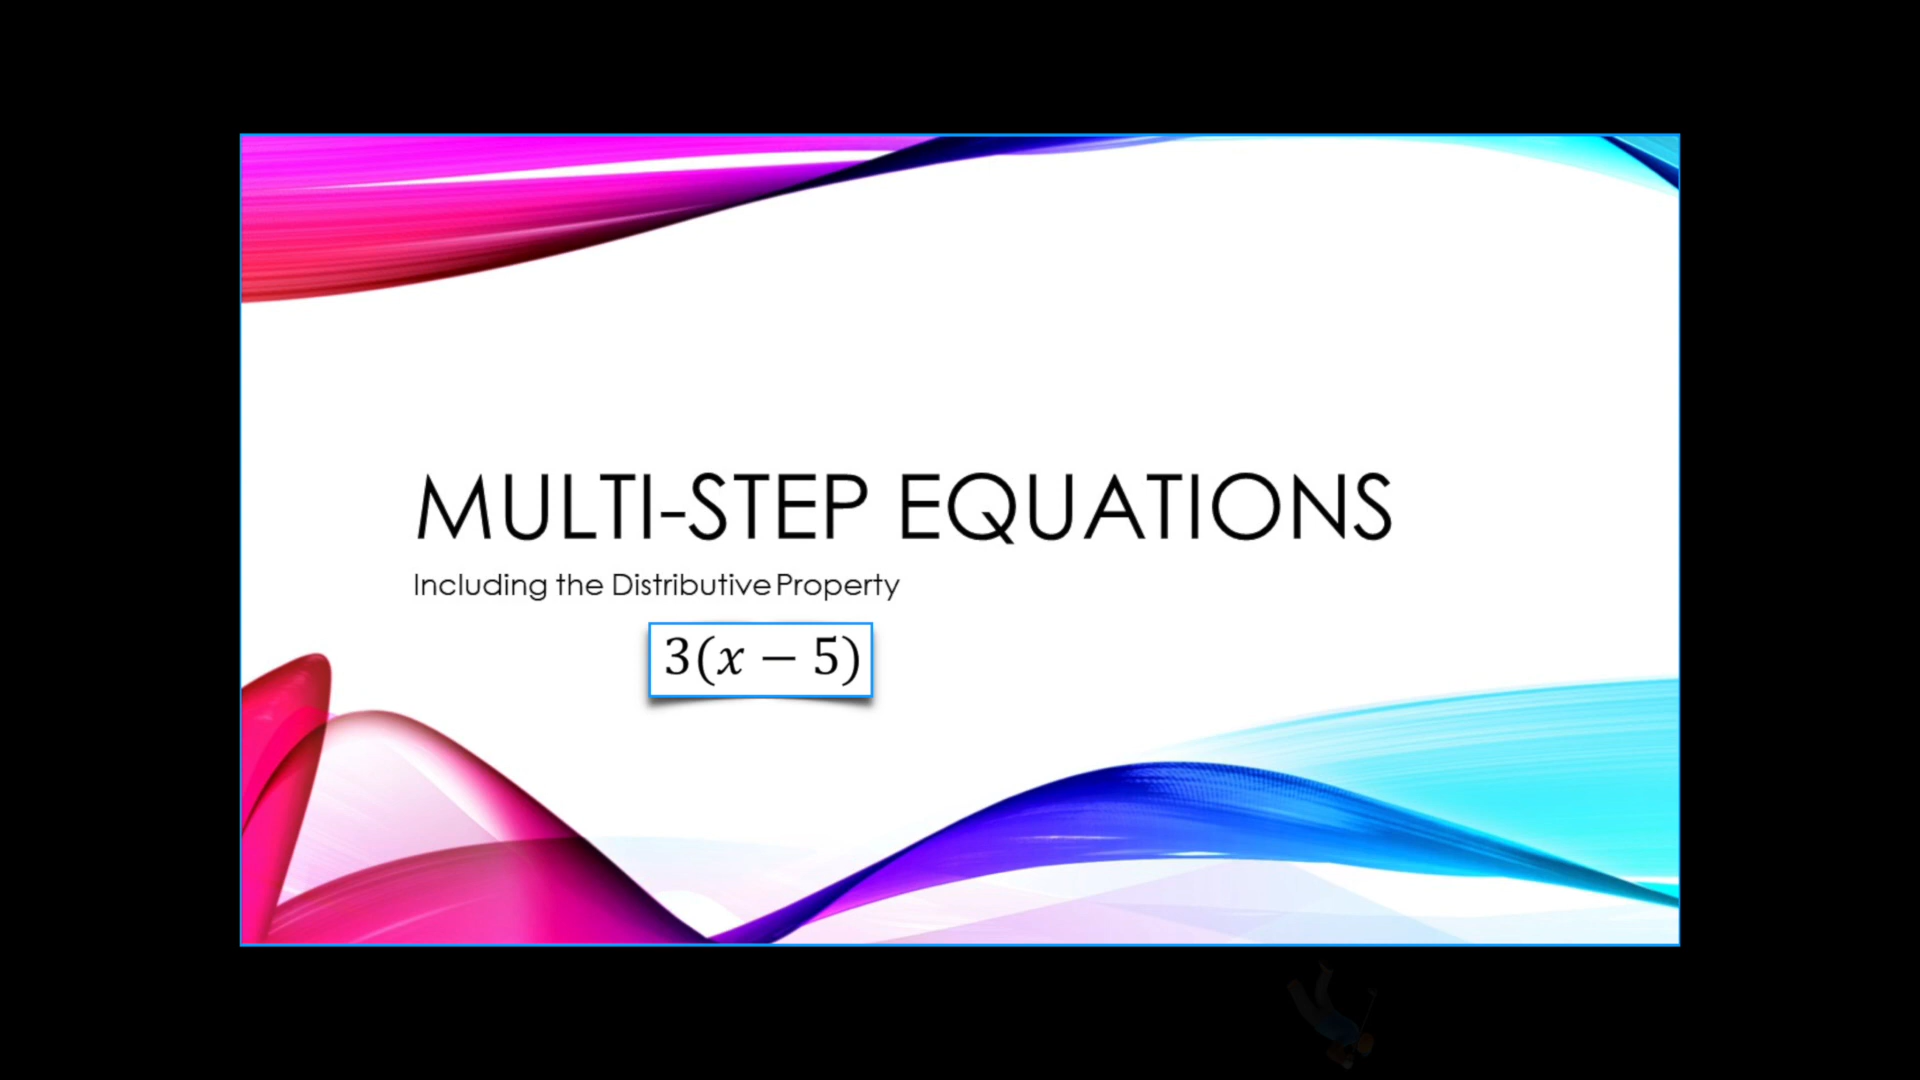 MULTI-STEP EQUATIONS
Including the Distributive Property
3(x − 5)